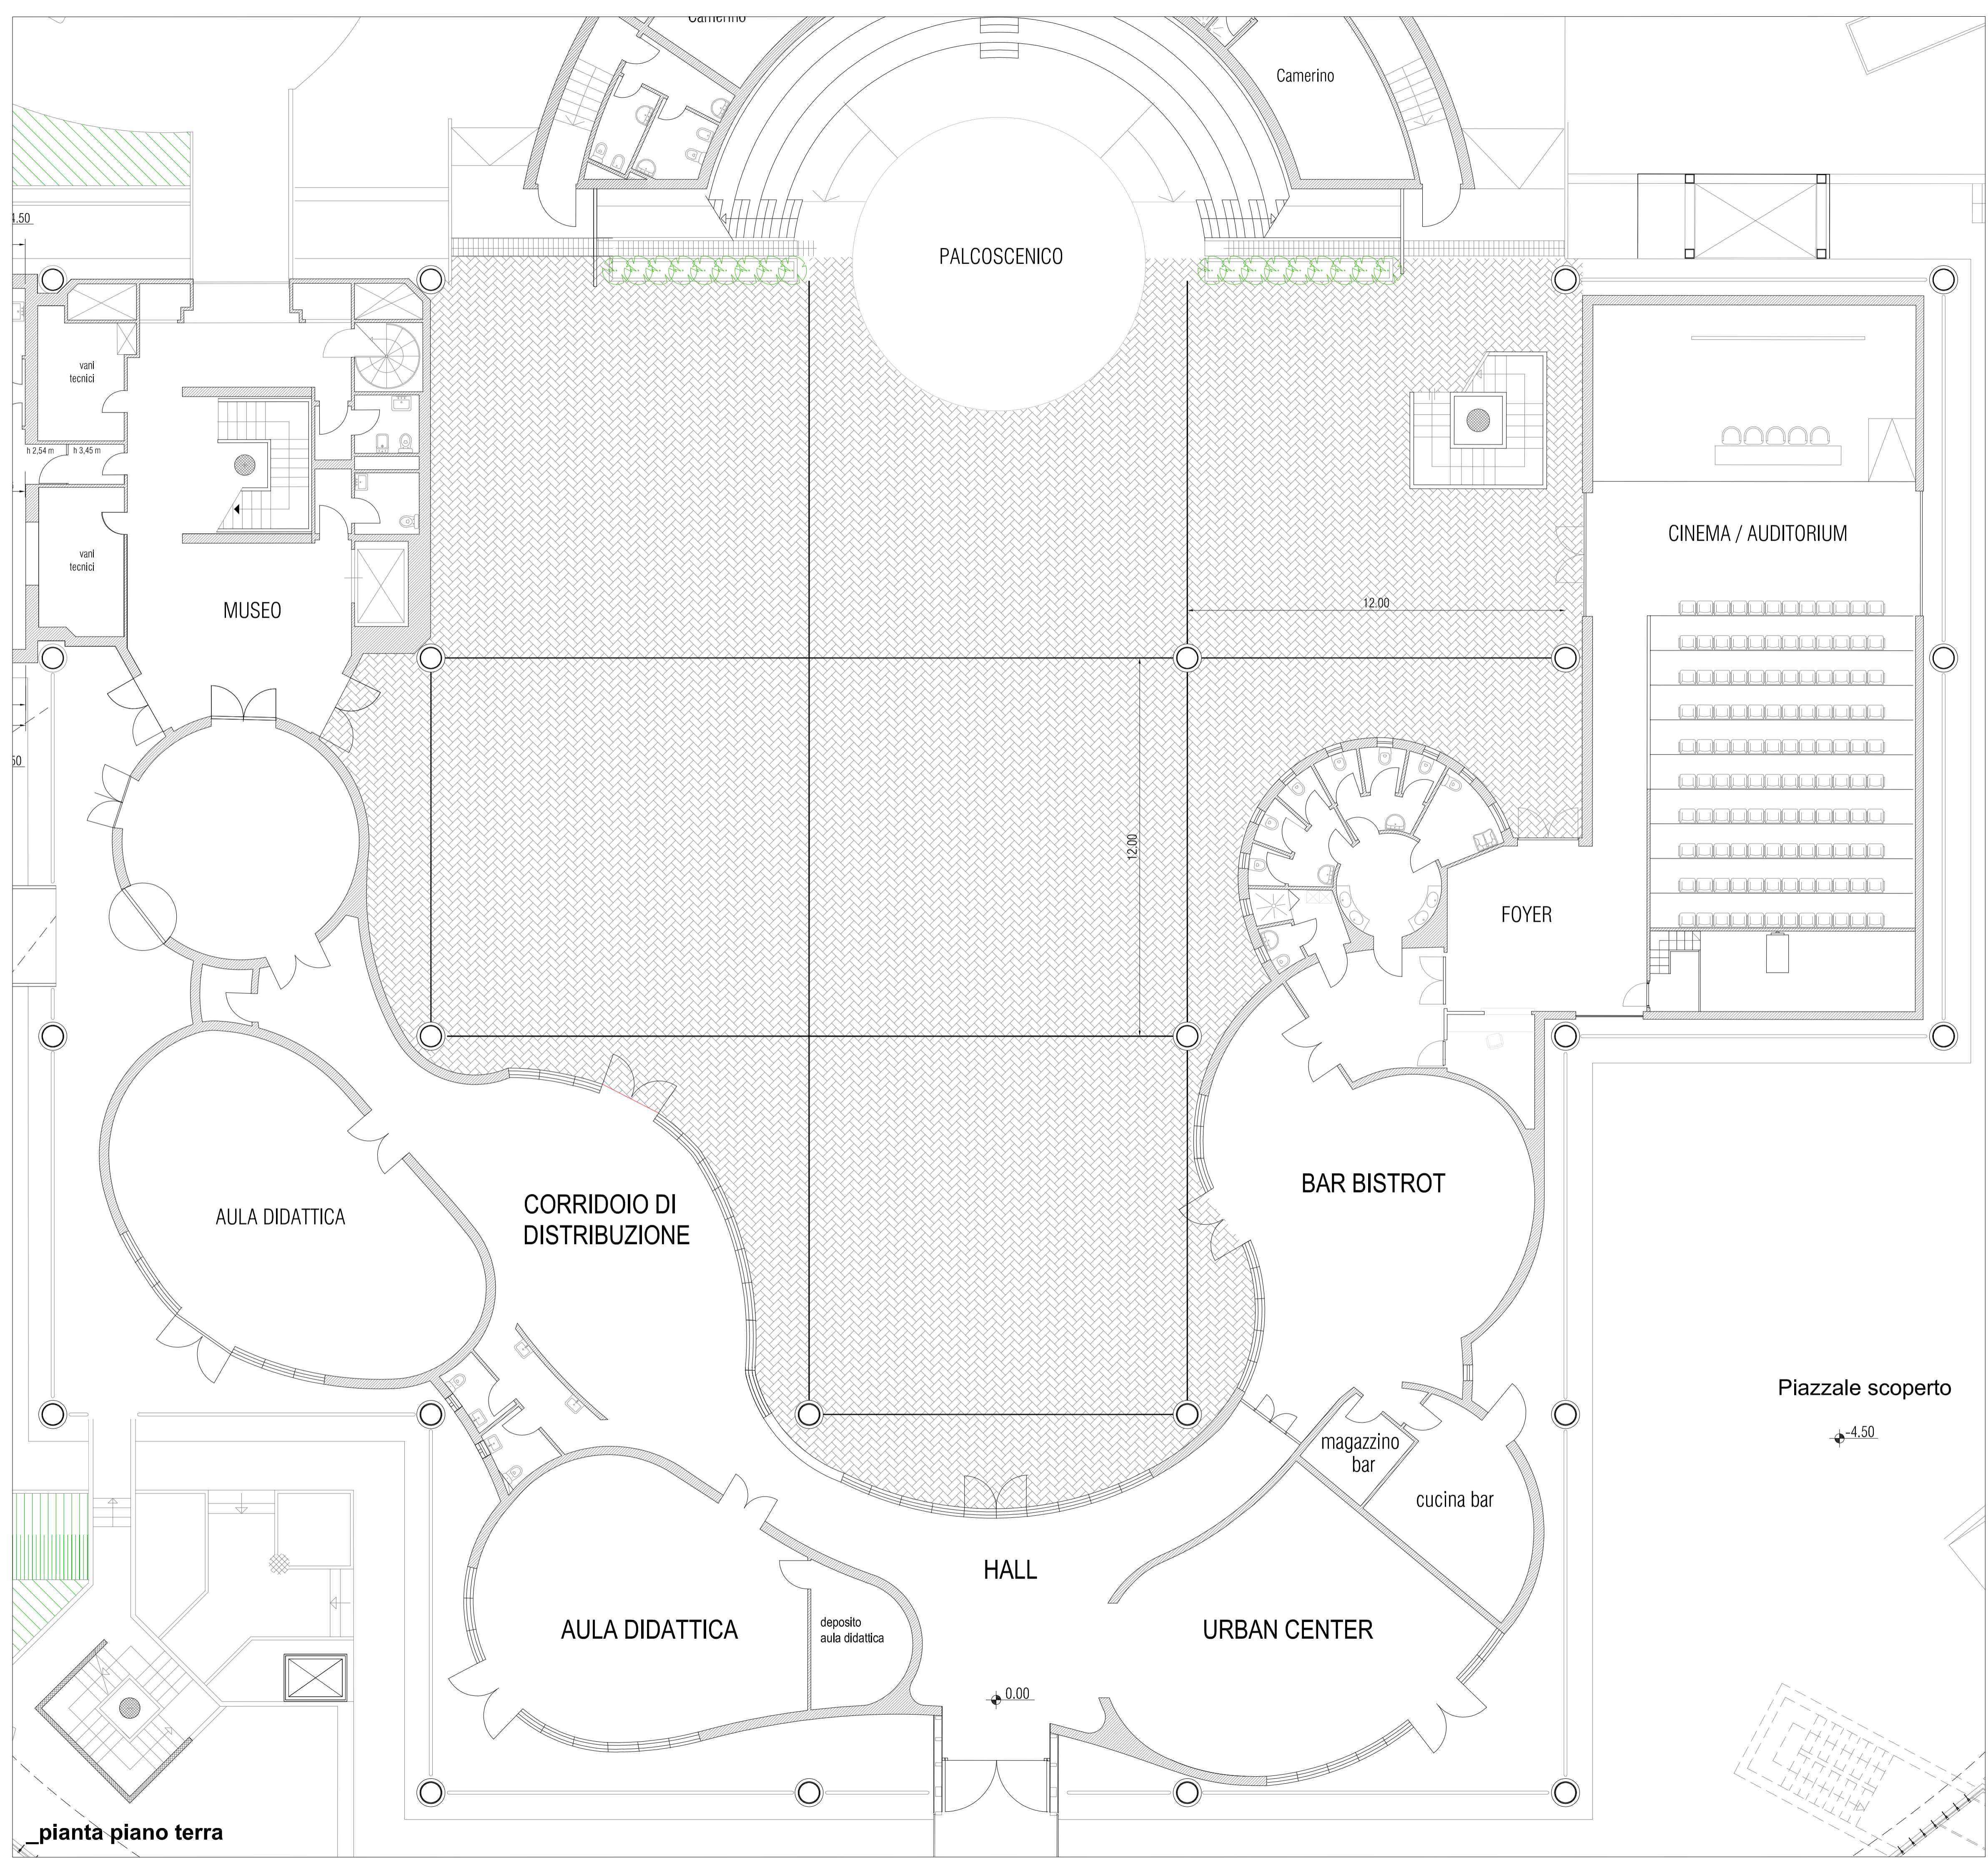 Camerino
Camerino
PALCOSCENICO
vani
tecnici
h 2,54 m
h 3,45 m
CINEMA / AUDITORIUM
vani
tecnici
MUSEO
12.00
12.00
FOYER
BAR BISTROT
CORRIDOIO DI
DISTRIBUZIONE
AULA DIDATTICA
Piazzale scoperto
-4.50
magazzino
bar
cucina bar
HALL
AULA DIDATTICA
deposito
aula didattica
URBAN CENTER
0.00
_pianta piano terra